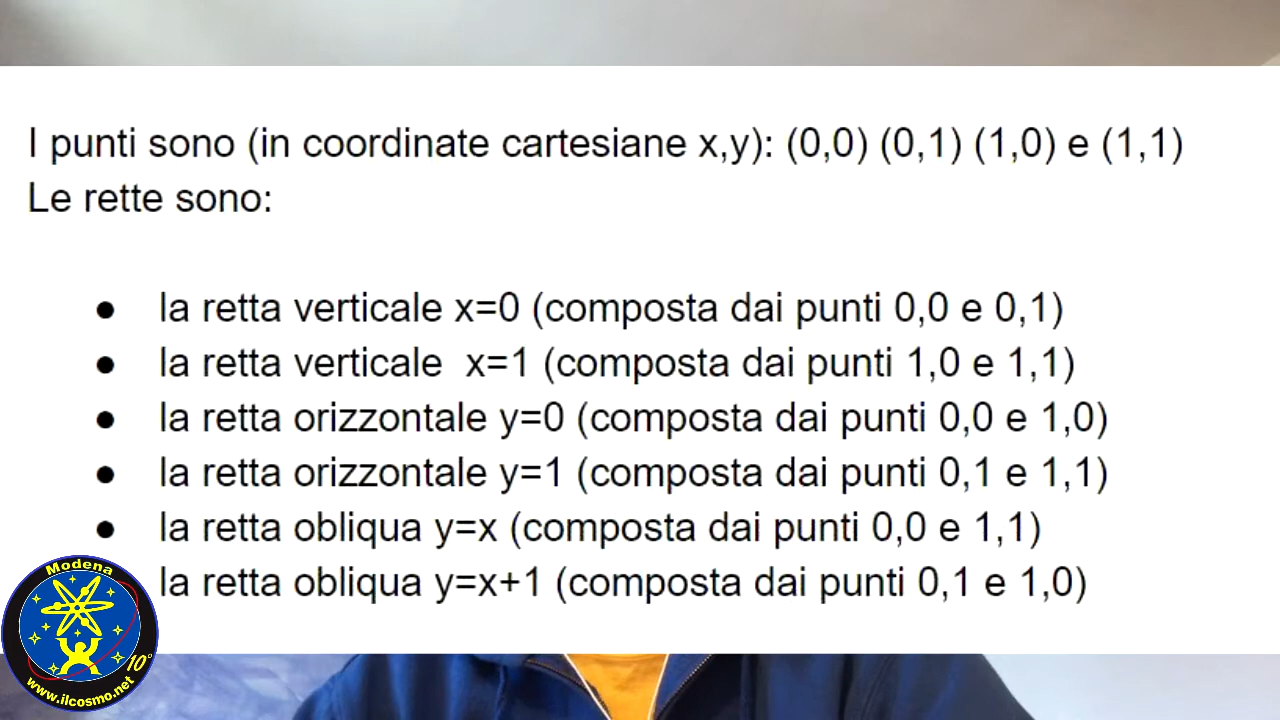 I punti sono (in coordinate cartesiane x,y): (0,0) (0,1) (1,0) e (1,1)
Le rette sono:
● la retta verticale x=0 (composta dai punti 0,0 e 0,1)
● la retta verticale x=1 (composta dai punti 1,0 e 1,1)
● la retta orizzontale y=0 (composta dai punti 0,0 e 1,0)
● la retta orizzontale y=1 (composta dai punti 0,1 e 1,1)
● la retta obliqua y=x (composta dai punti 0,0 e 1,1)
la retta obliqua y=x+1 (composta dai punti 0,1 e 1,0)
Modena
10°
www.ilcosmo.net